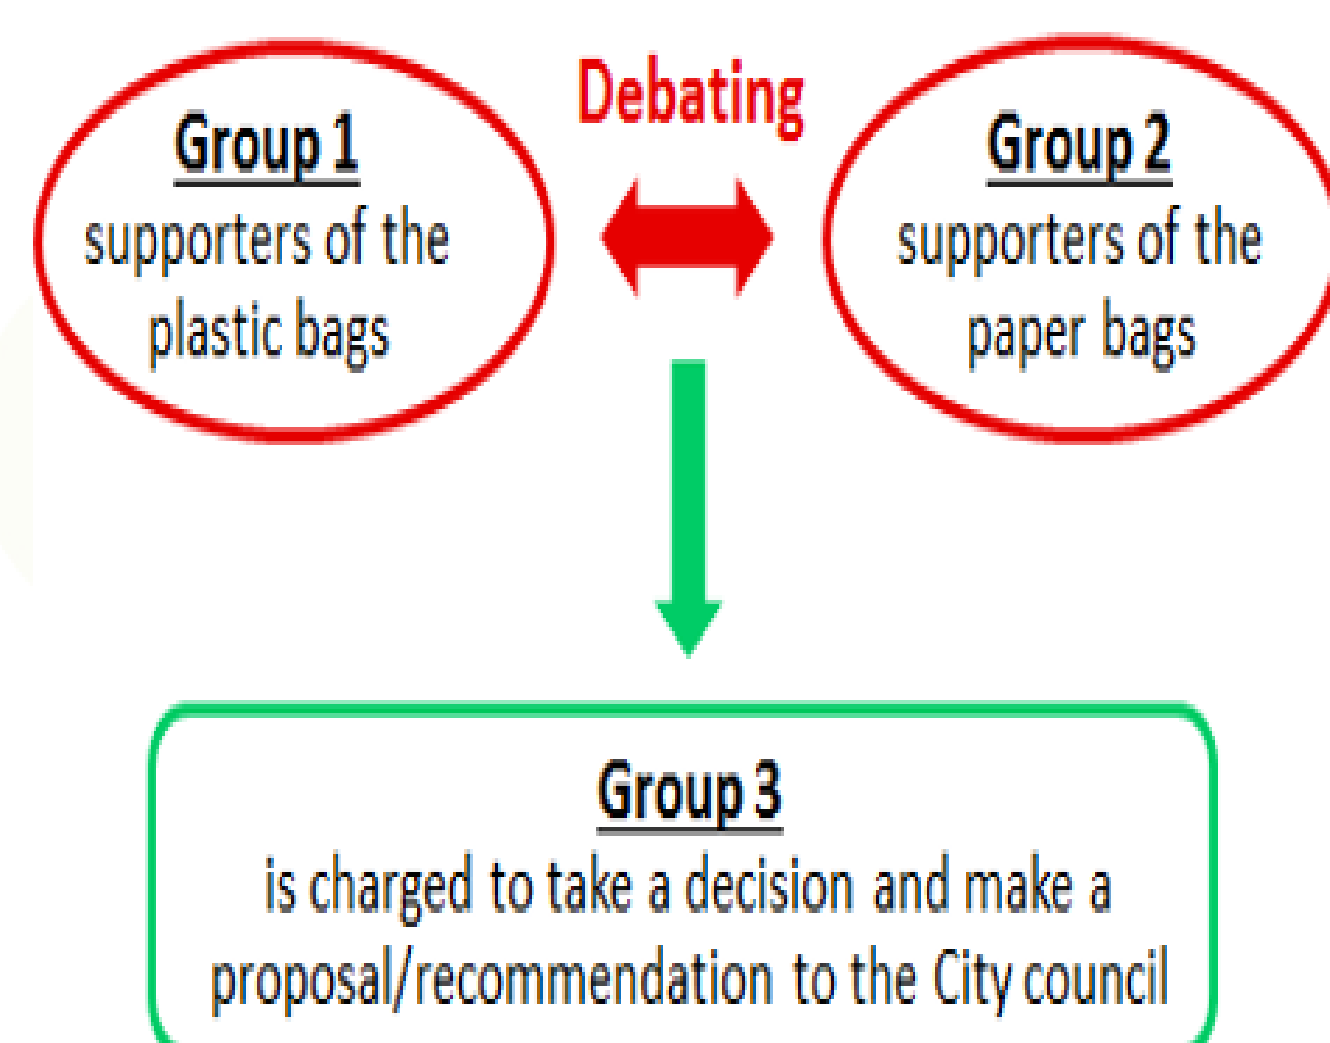 Debating
Group 1
supporters of the
plastic bags
Group 2
supporters of the
paper bags
Group 3
is charged to take a decision and make a
proposal/recommendation to the City council